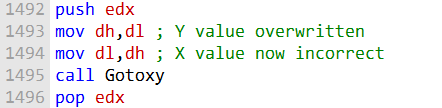 1492 push edx
1493 mov dh,dl ; Y value overwritten
1494 mov dl,dh ; X value now incorrect
1495 call Gotoxy
1496 pop edx